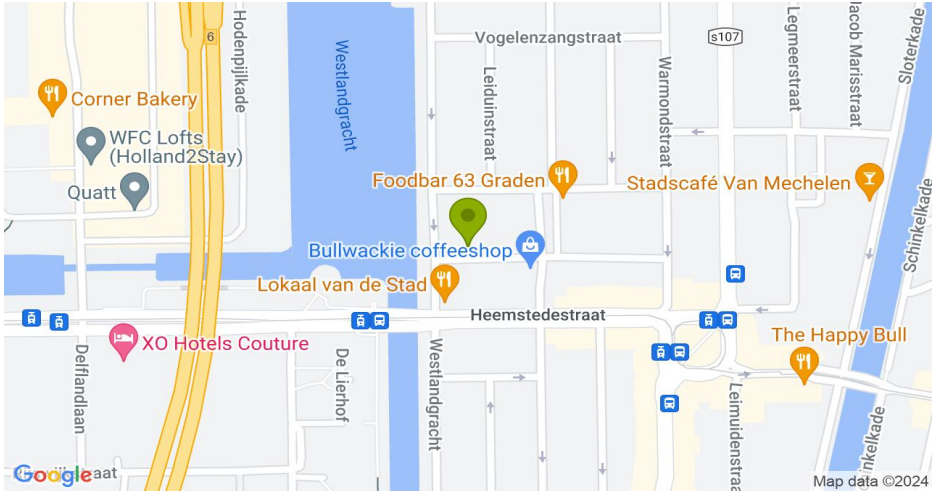 Hodenpijlkade
6
Westlandgracht
Vogelenzangstraat
Leiduinstraat
s107
Warmondstraat
Legmeerstraat
Jacob Marisstraat
Sloterkade
Corner Bakery
WFC Lofts
(Holland2Stay)
Quatt
Foodbar 63 Graden
Stadscafé Van Mechelen
Schinkelkade
Bullwackie coffeeshop
Lokaal van de Stad
Heemstedestraat
XO Hotels Couture
The Happy Bull
Delflandlaan
De Lierhof
Westlandgracht
Leimuidenstraat
inkelkade
Google
Map data ©2024